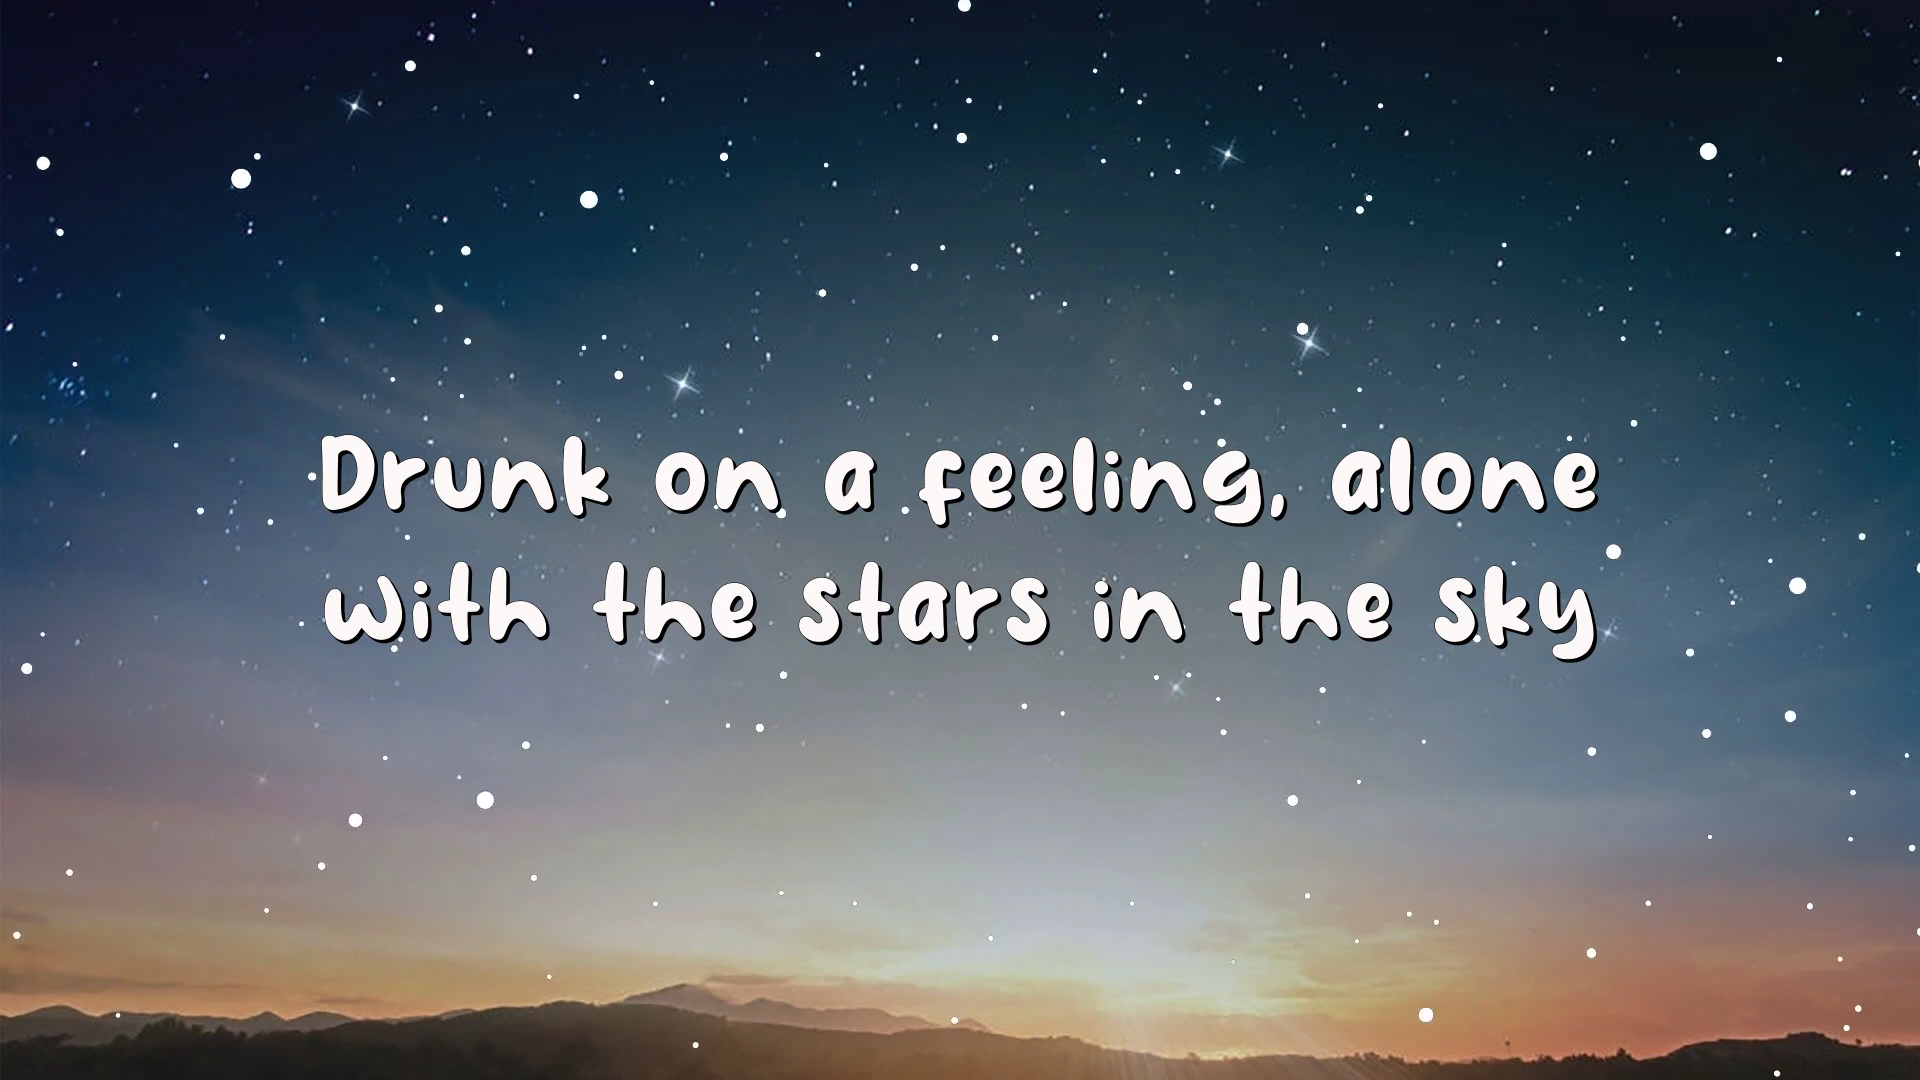 Drunk on a feeling, alone
with the stars in the sky